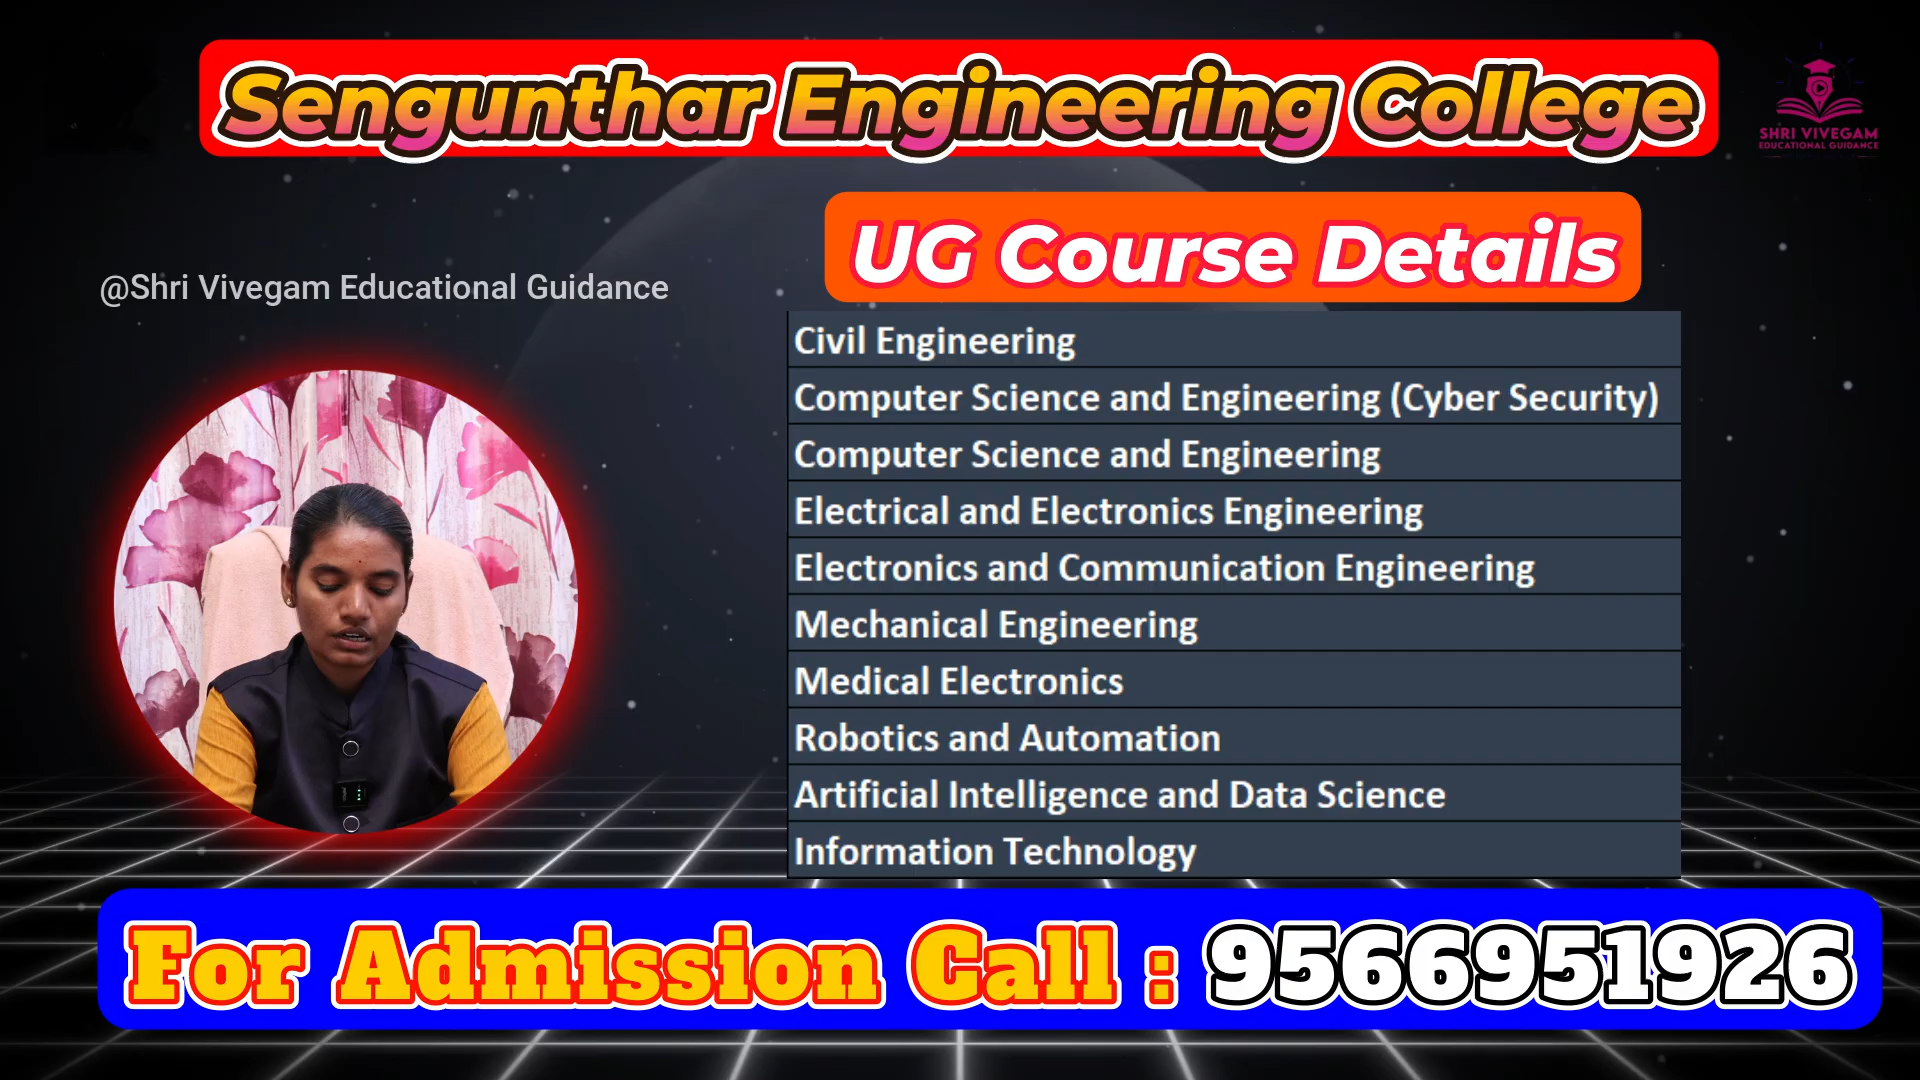 Sengunthar Engineering College
SHRI VIVEGAM
EDUCATIONAL GUIDANCE
UG Course Details
@Shri Vivegam Educational Guidance
Civil Engineering
Computer Science and Engineering (Cyber Security)
Computer Science and Engineering
Electrical and Electronics Engineering
Electronics and Communication Engineering
Mechanical Engineering
Medical Electronics
Robotics and Automation
Artificial Intelligence and Data Science
Information Technology
For Admission Call : 9566951926